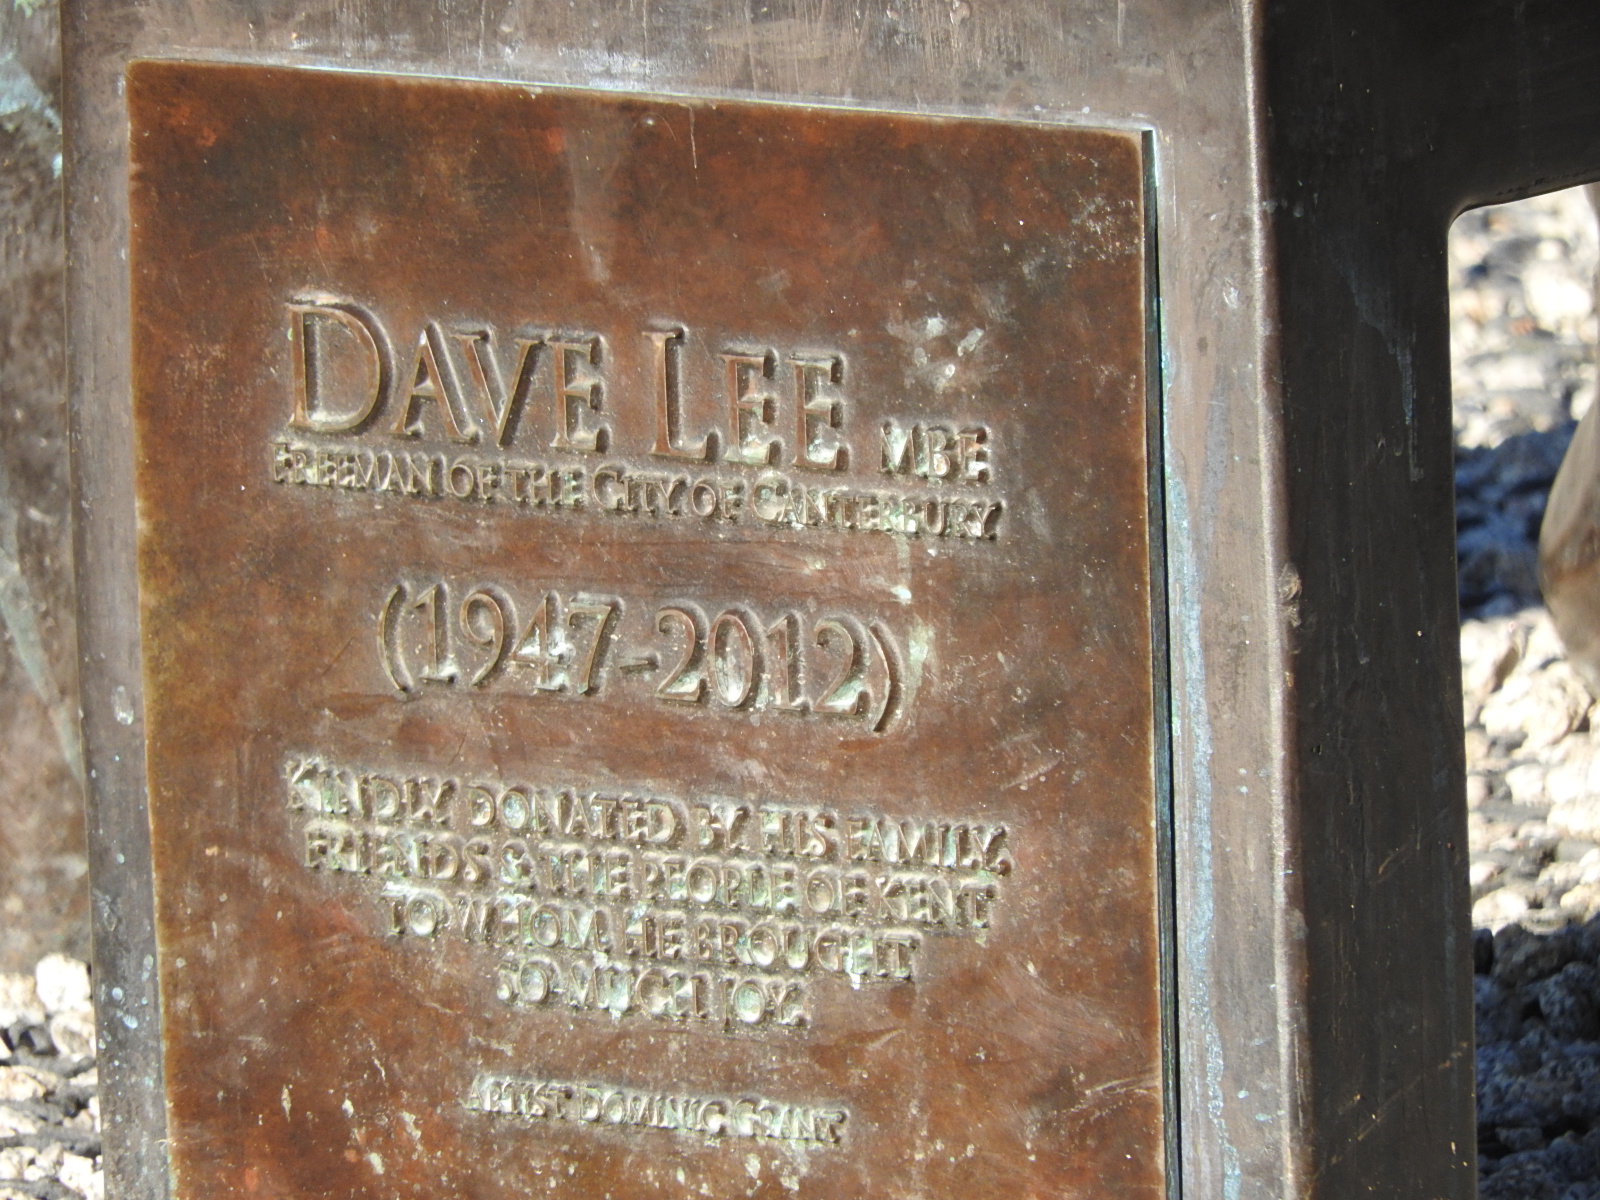 DAVE LEE MBE
FREEMAN OF THE CITY OF CANTERBURY
(1947-2012)
KINDLY DONATED BY HIS FAMILY,
FRIENDS & THE PEOPLE OF KENT
TO WHOM HE BROUGHT
SO MUCH JOY.
ARTIST DOMINIC GRANT